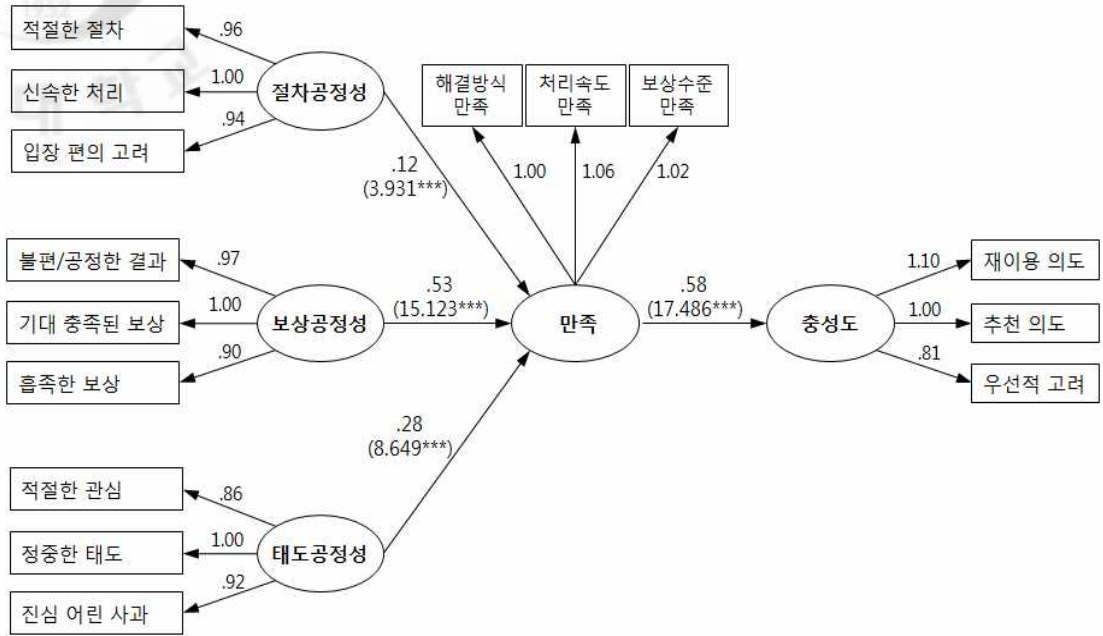 1952
대 학 교
적절한 절차
신속한 처리
입장 편의 고려
.96
1.00
.94
절차공정성
.12
(3.931***)
해결방식
만족
처리속도
만족
보상수준
만족
1.00
1.06
1.02
불편/공정한 결과
기대 충족된 보상
흡족한 보상
.97
1.00
.90
보상공정성
.53
(15.123***)
만족
.58
(17.486***)
충성도
1.10
1.00
.81
재이용 의도
추천 의도
우선적 고려
.28
(8.649***)
적절한 관심
정중한 태도
진심 어린 사과
.86
1.00
.92
태도공정성